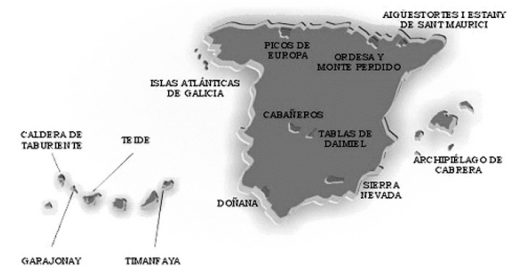 AIGÜESTORTES I ESTANY
DE SANT MAURICI
PICOS DE
EUROPA
ORDESA Y
MONTE PERDIDO
ISLAS ATLÁNTICAS
DE GALICIA
CABAÑEROS
TABLAS DE
DAIMIEL
CALDERA DE
TABURIENTE
TEIDE
ARCHIPIÉLAGO DE
CABRERA
SIERRA
NEVADA
DOÑANA
GARAJONAY
TIMANFAYA